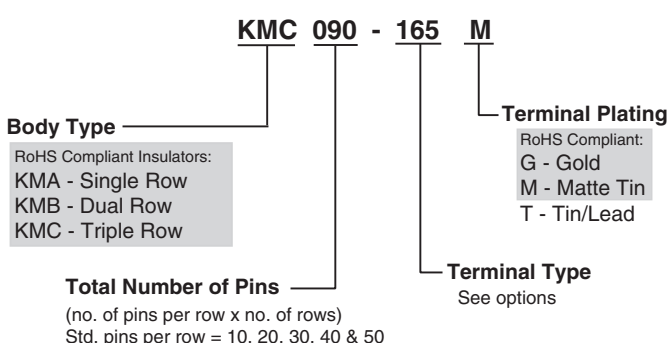 KMC 090 - 165 M
Body Type
RoHS Compliant Insulators:
KMA - Single Row
KMB - Dual Row
KMC - Triple Row
Terminal Plating
RoHS Compliant:
G - Gold
M - Matte Tin
T - Tin/Lead
Total Number of Pins
(no. of pins per row x no. of rows)
Std. pins per row = 10, 20, 30, 40 & 50
Terminal Type
See options